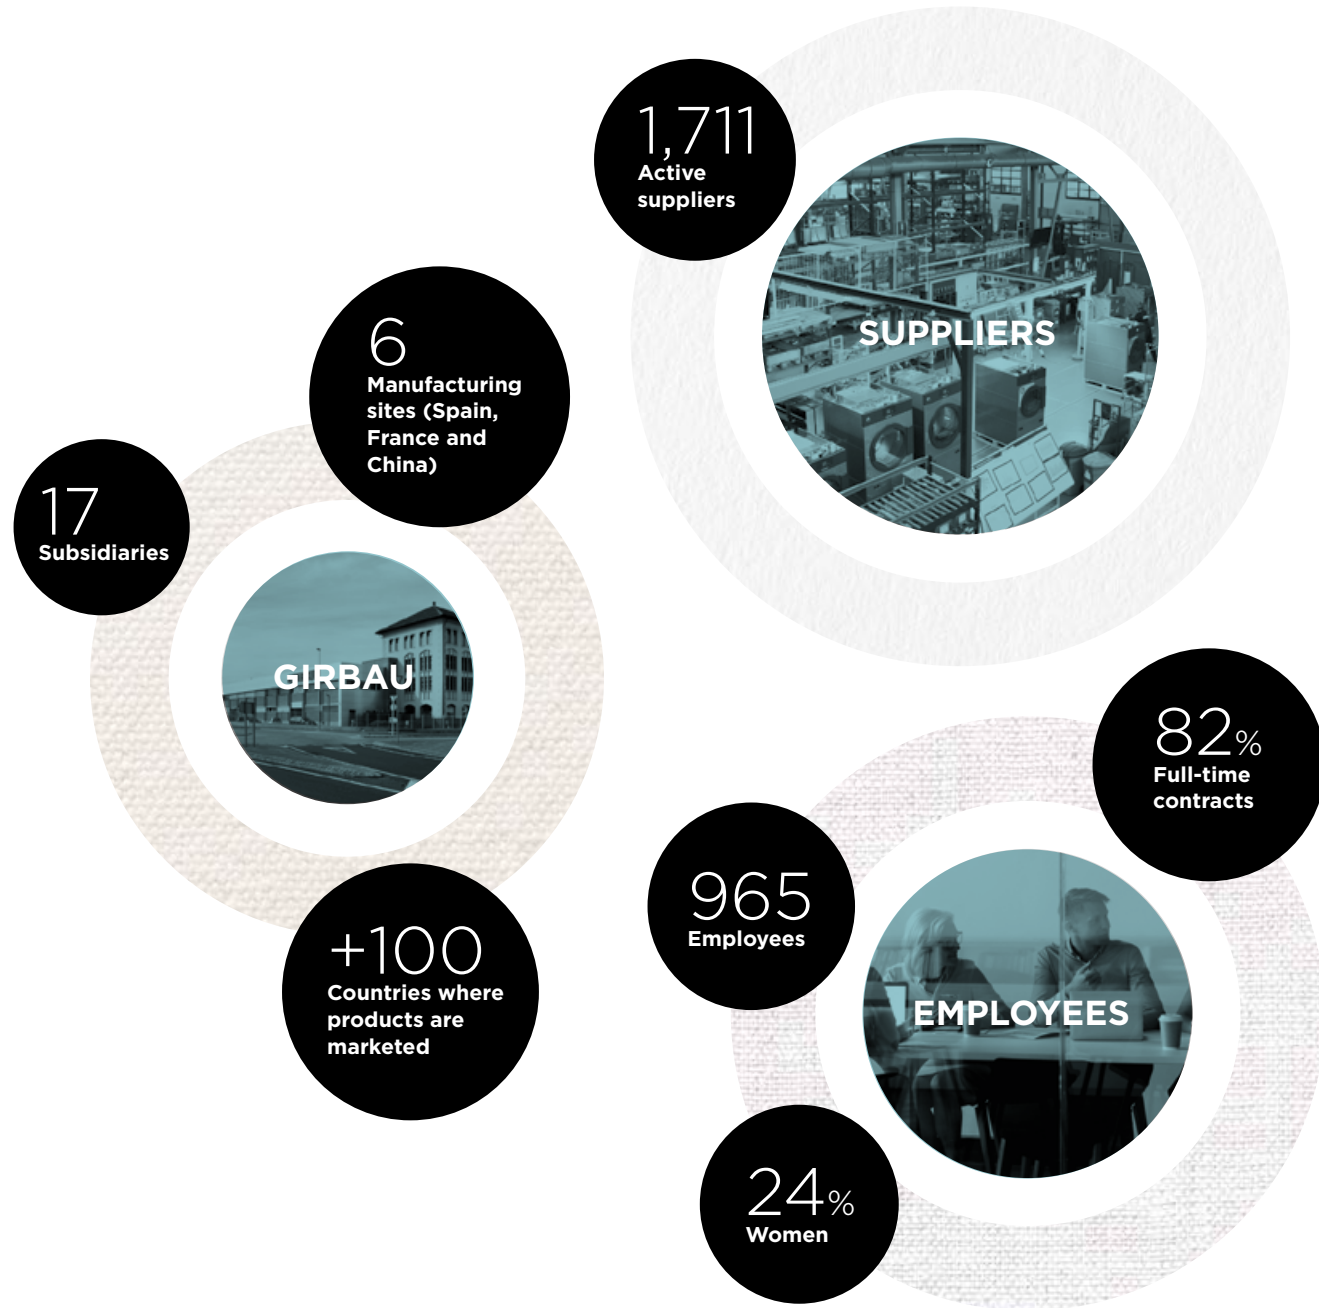 1,711
Active
suppliers
SUPPLIERS
6
Manufacturing
sites (Spain,
France and
China)
17
Subsidiaries
GIRBAU
+100
Countries where
products are
marketed
82%
Full-time
contracts
965
Employees
EMPLOYEES
24%
Women